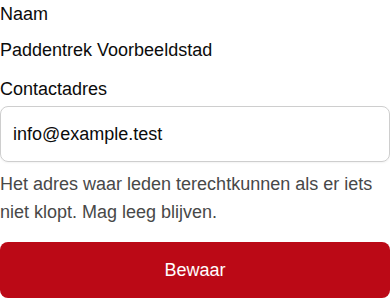 Naam
Paddentrek Voorbeeldstad
Contactadres
info@example.test
Het adres waar leden terechtkunnen als er iets
niet klopt. Mag leeg blijven.
Bewaar